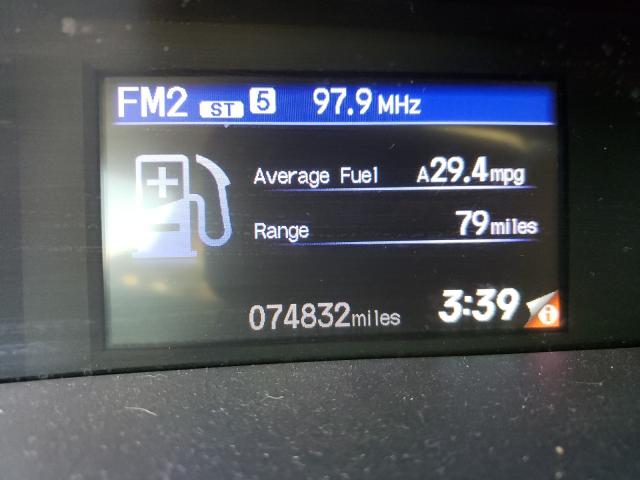 FM2 ST 5 97.9 MHz
Average Fuel A29.4mpg
Range 79miles
074832miles 3:39 i